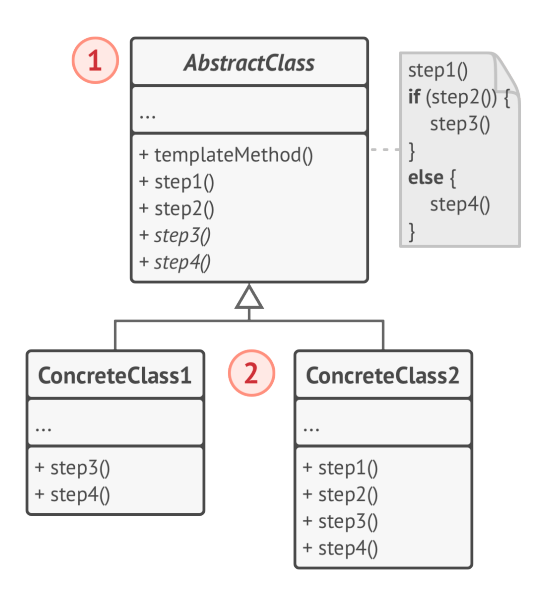 1
AbstractClass
...
+ templateMethod()
+ step1()
+ step2()
+ step3()
+ step4()
step1()
if (step2()) {
step3()
}
else {
step4()
}
2
ConcreteClass1
...
+ step3()
+ step4()
ConcreteClass2
...
+ step1()
+ step2()
+ step3()
+ step4()